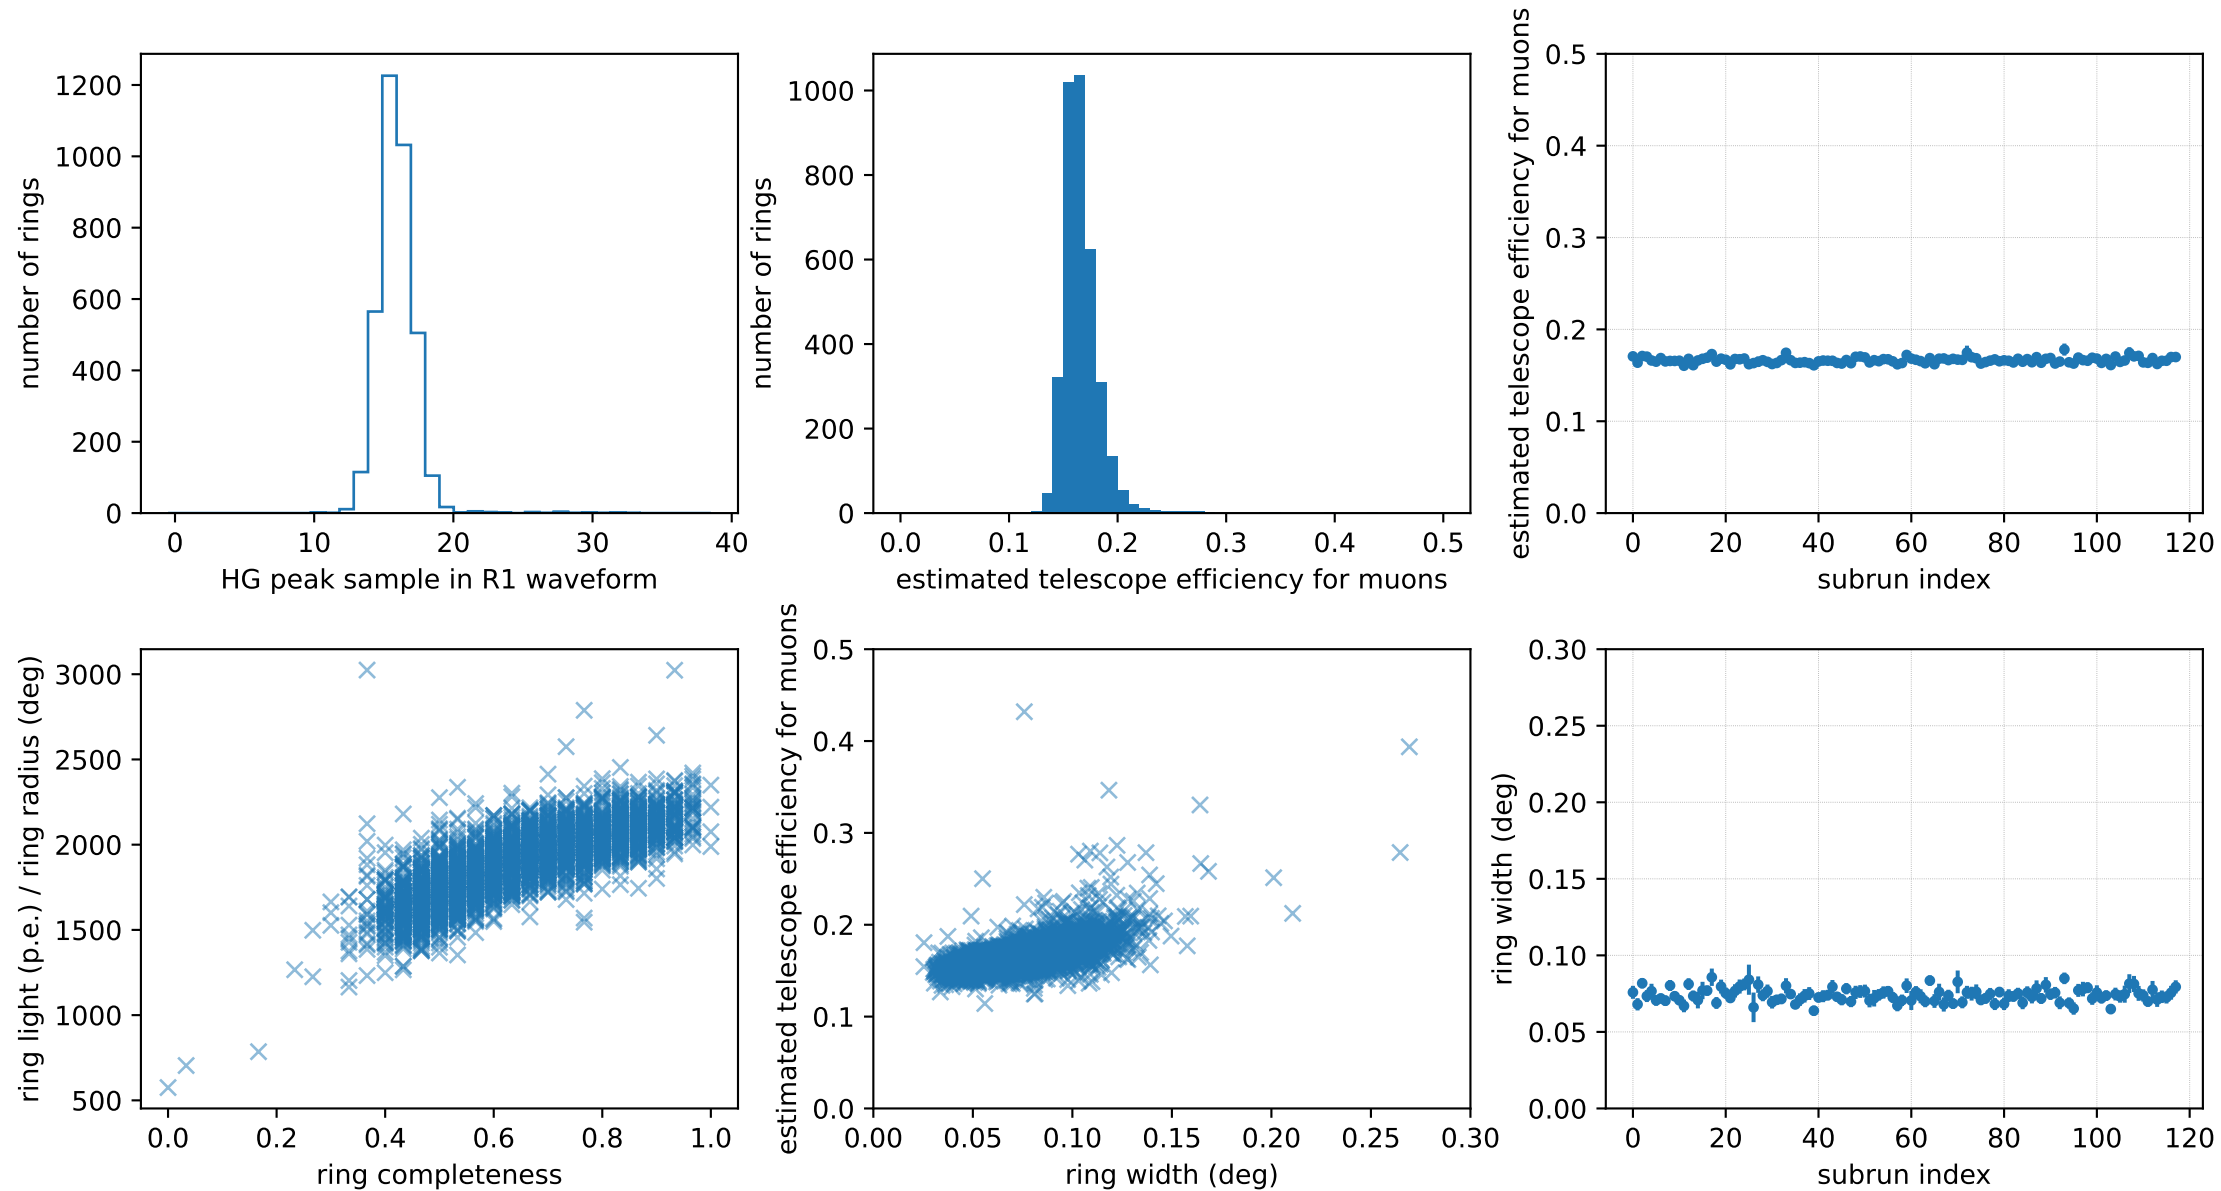 number of rings
1200
1000
800
600
400
200
0
0 10 20 30 40
HG peak sample in R1 waveform
number of rings
1000
800
600
400
200
0
0.0 0.1 0.2 0.3 0.4 0.5
estimated telescope efficiency for muons
estimated telescope efficiency for muons
0.5
0.4
0.3
0.2
0.1
0.0
0 20 40 60 80 100 120
subrun index
ring light (p.e.) / ring radius (deg)
3000
2500
2000
1500
1000
500
0.0 0.2 0.4 0.6 0.8 1.0
ring completeness
estimated telescope efficiency for muons
0.5
0.4
0.3
0.2
0.1
0.0
0.00 0.05 0.10 0.15 0.20 0.25 0.30
ring width (deg)
ring width (deg)
0.30
0.25
0.20
0.15
0.10
0.05
0.00
0 20 40 60 80 100 120
subrun index